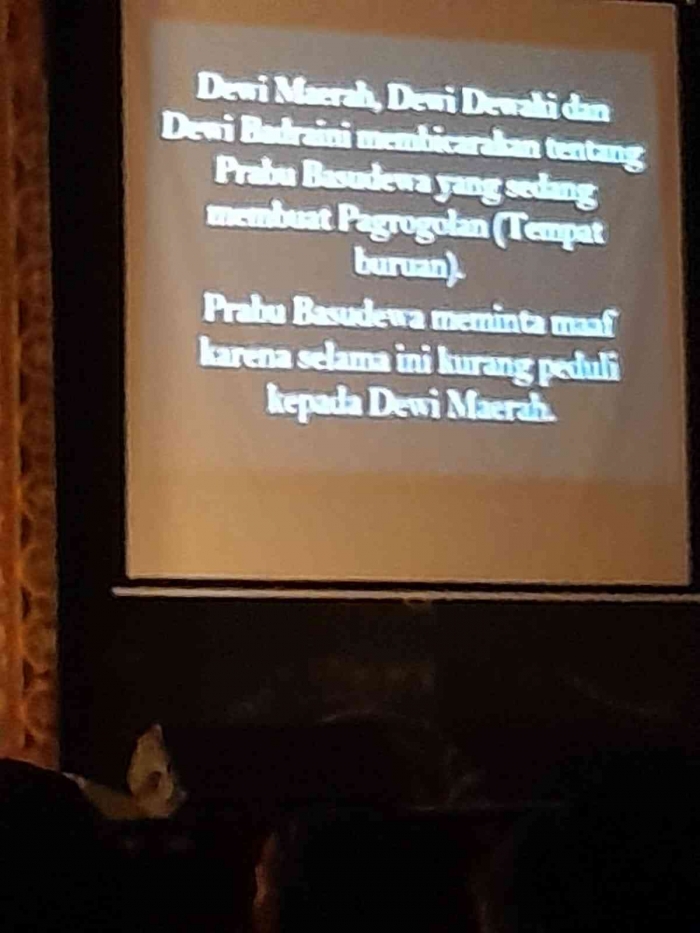 Dewi Maerah, Dewi Dewaki dan
Dewi Badraini membicarakan tentang
Prabu Basudewa yang sedang
membuat Pagrogolan (Tempat
buruan).
Prabu Basudewa meminta maaf
karena selama ini kurang peduli
kepada Dewi Maerah.